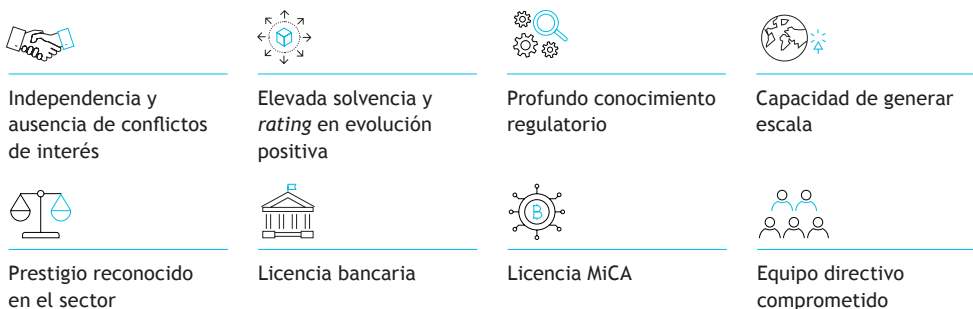 Independencia y
ausencia de conflictos
de interés
Elevada solvencia y
rating en evolución
positiva
Profundo conocimiento
regulatorio
Capacidad de generar
escala
Prestigio reconocido
en el sector
Licencia bancaria
Licencia MiCA
Equipo directivo
comprometido